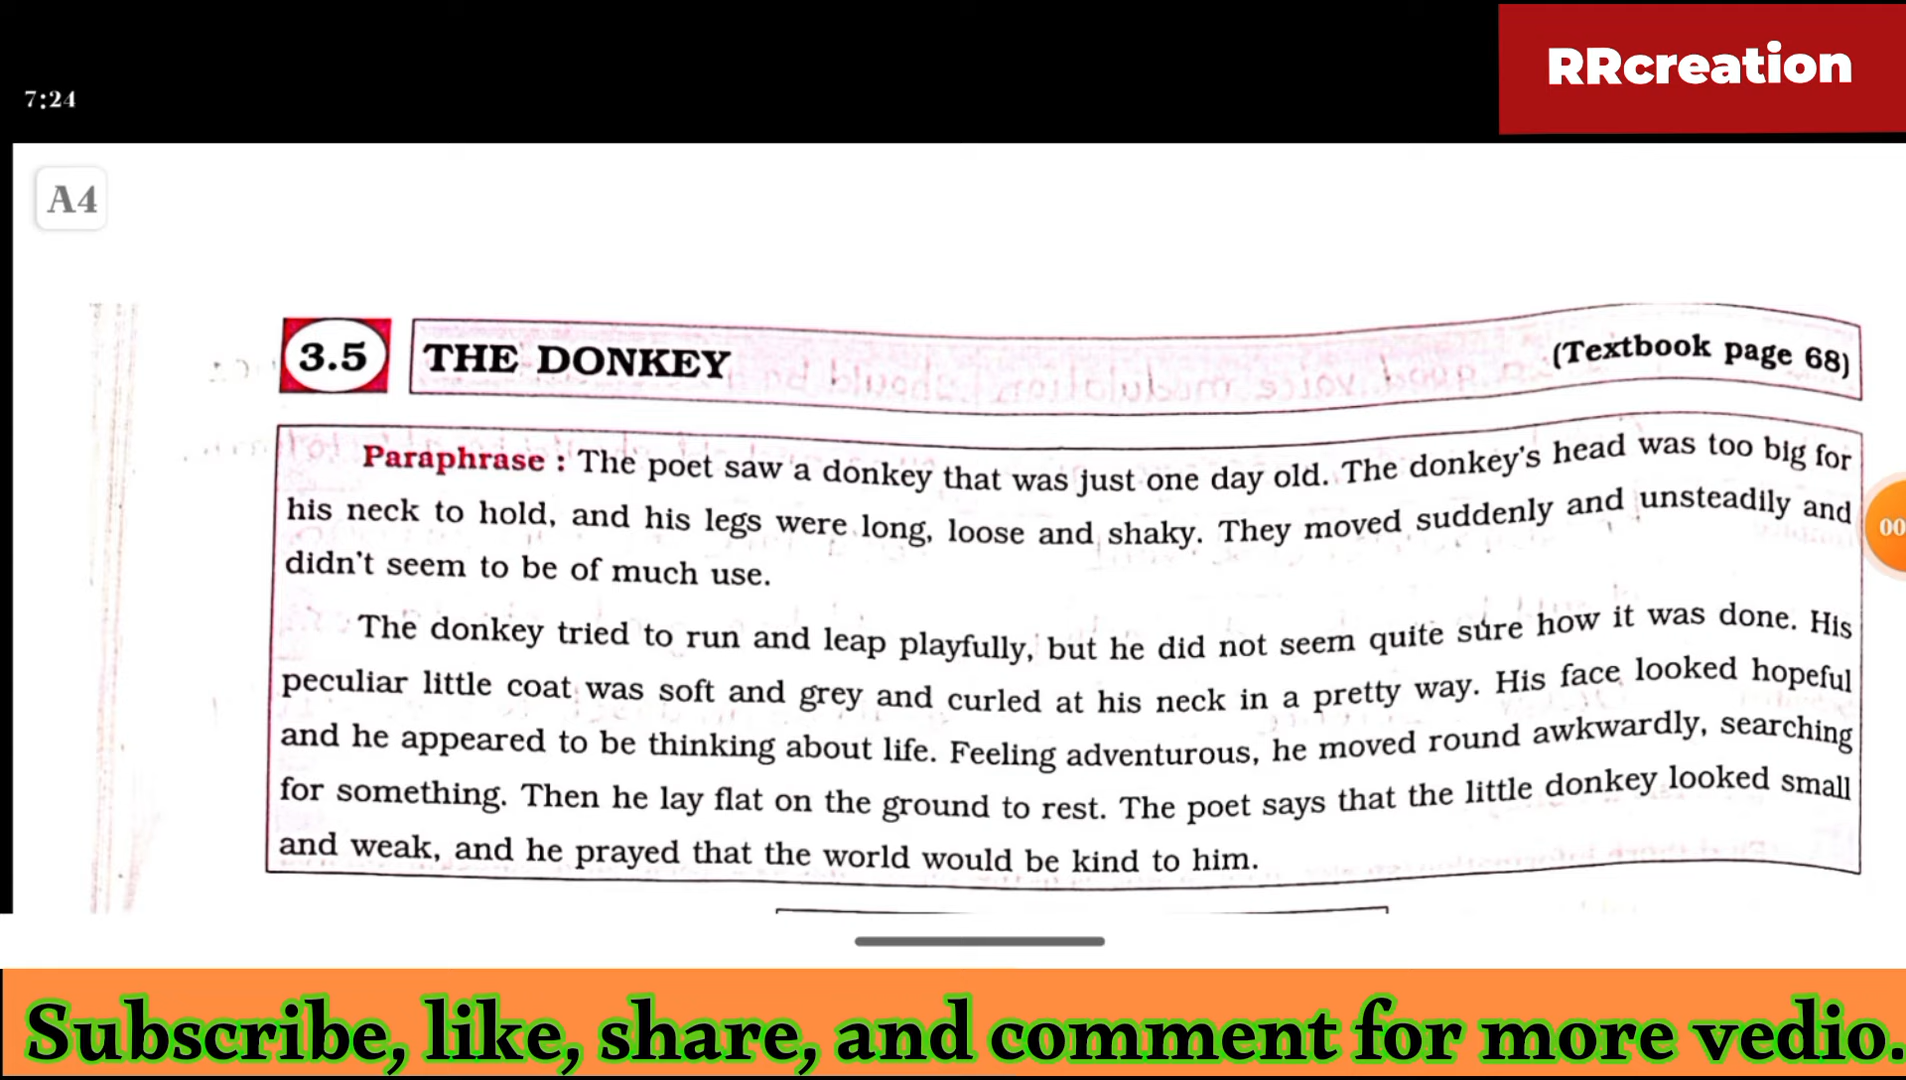 RRcreation
7:24
A4
3.5 THE DONKEY (Textbook page 68)
Paraphrase : The poet saw a donkey that was just one day old. The donkey's head was too big for
his neck to hold, and his legs were long, loose and shaky. They moved suddenly and unsteadily and
didn't seem to be of much use.
The donkey tried to run and leap playfully, but he did not seem quite sure how it was done. His
peculiar little coat was soft and grey and curled at his neck in a pretty way. His face looked hopeful
and he appeared to be thinking about life. Feeling adventurous, he moved round awkwardly, searching
for something. Then he lay flat on the ground to rest. The poet says that the little donkey looked small
and weak, and he prayed that the world would be kind to him.
00
Subscribe, like, share, and comment for more vedio.